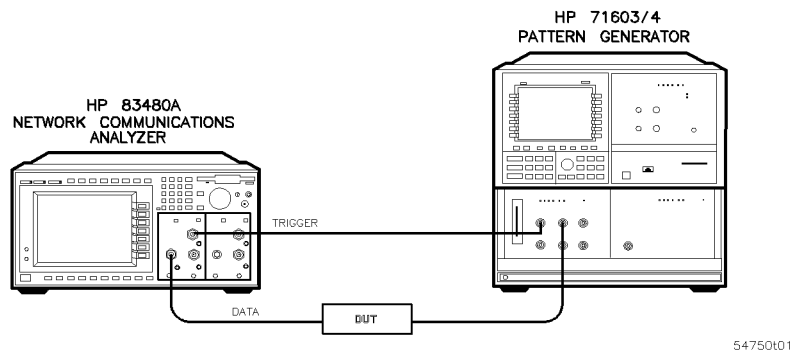 HP 71603/4
PATTERN GENERATOR
HP 83480A
NETWORK COMMUNICATIONS
ANALYZER
TRIGGER
DATA
DUT
54750t01